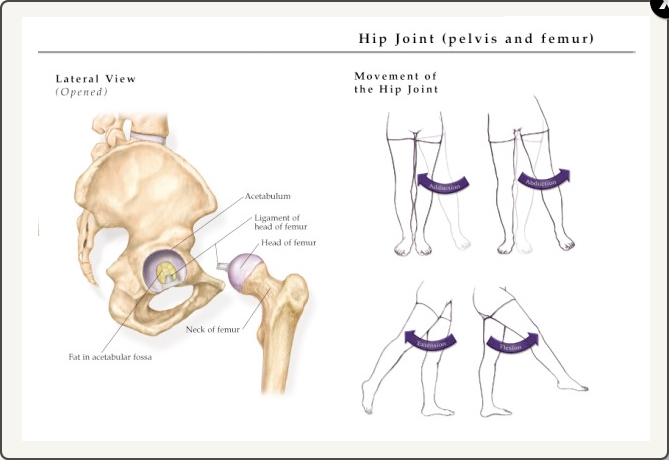 Hip Joint (pelvis and femur)
Lateral View
(Opened)
Movement of
the Hip Joint
Acetabulum
Ligament of
head of femur
Head of femur
Neck of femur
Fat in acetabular fossa
Adduction
Abduction
Extension
Flexion